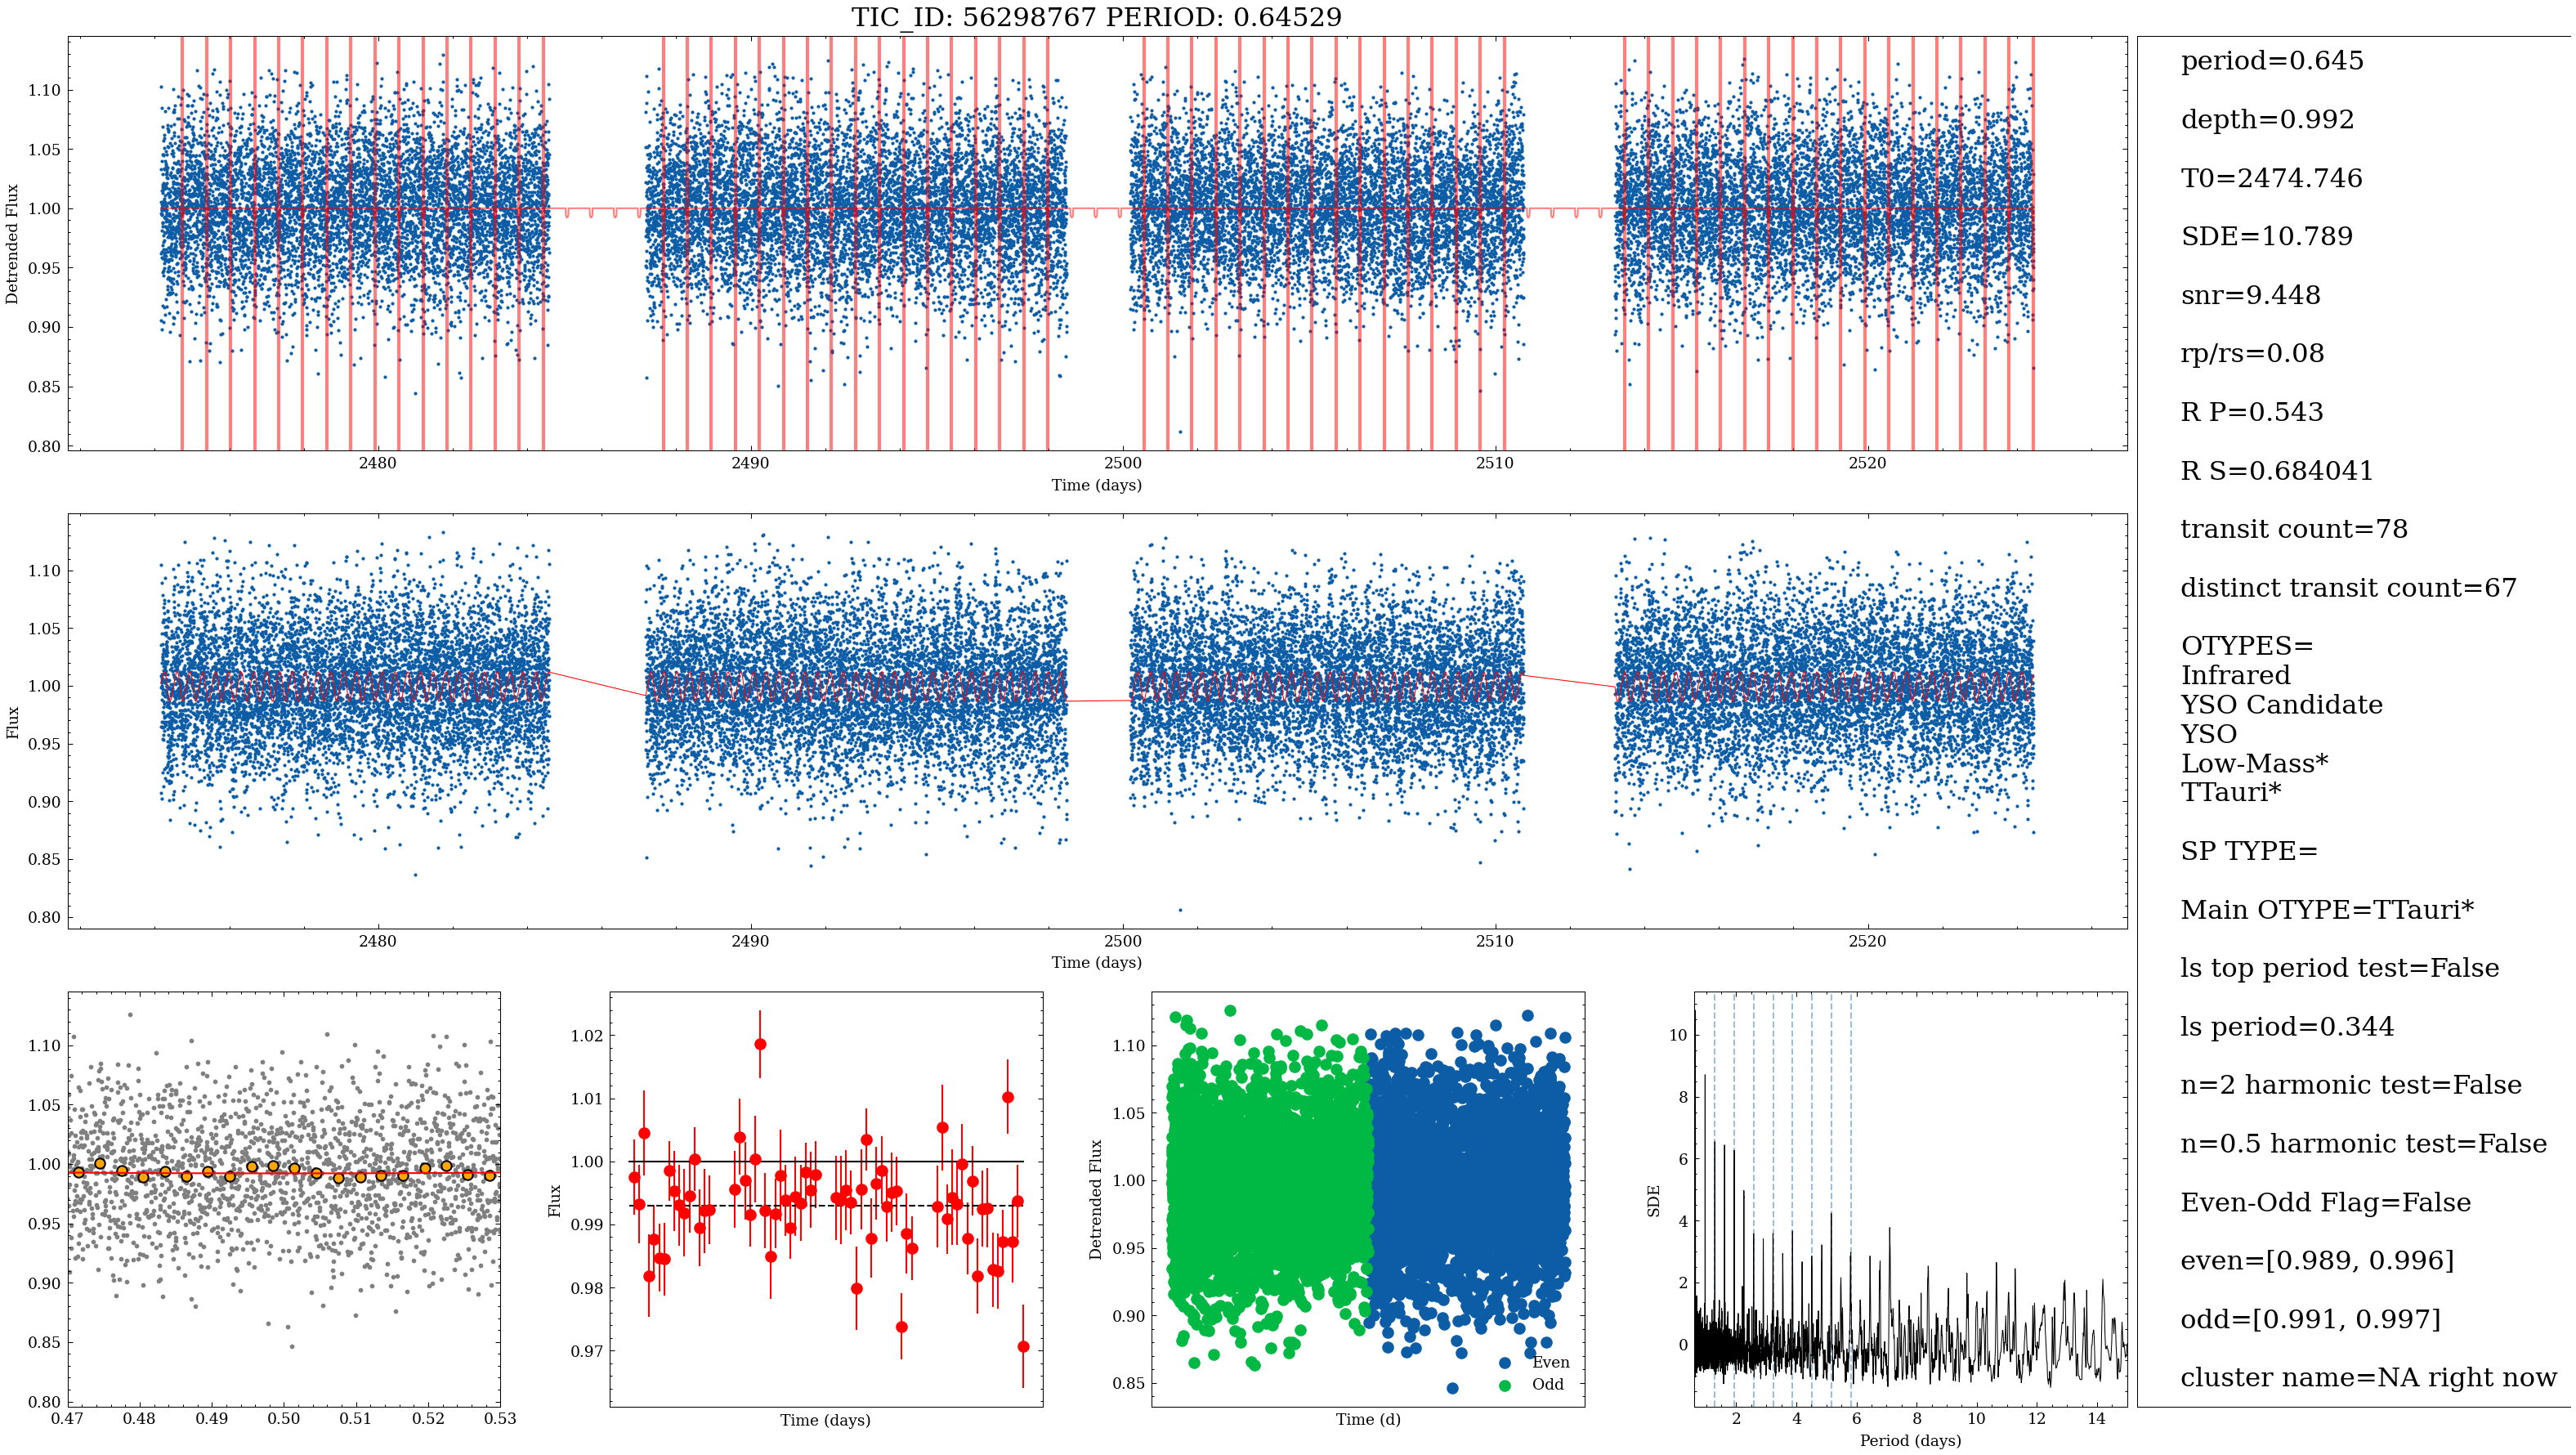 TIC_ID: 56298767 PERIOD: 0.64529
1.10
1.05
1.00
0.95
0.90
0.85
0.80
Detrended Flux
2480
2490
2500
2510
2520
Time (days)
1.10
1.05
1.00
0.95
0.90
0.85
0.80
Flux
2480
2490
2500
2510
2520
Time (days)
1.10
1.05
1.00
0.95
0.90
0.85
0.80
0.47
0.48
0.49
0.50
0.51
0.52
0.53
1.02
1.01
1.00
0.99
0.98
0.97
Flux
Time (days)
1.10
1.05
1.00
0.95
0.90
0.85
Detrended Flux
Even
Odd
Time (d)
10
8
6
4
2
0
SDE
2
4
6
8
10
12
14
Period (days)
period=0.645
depth=0.992
T0=2474.746
SDE=10.789
snr=9.448
rp/rs=0.08
R P=0.543
R S=0.684041
transit count=78
distinct transit count=67
OTYPES=
Infrared
YSO Candidate
YSO
Low-Mass*
TTauri*
SP TYPE=
Main OTYPE=TTauri*
ls top period test=False
ls period=0.344
n=2 harmonic test=False
n=0.5 harmonic test=False
Even-Odd Flag=False
even=[0.989, 0.996]
odd=[0.991, 0.997]
cluster name=NA right now